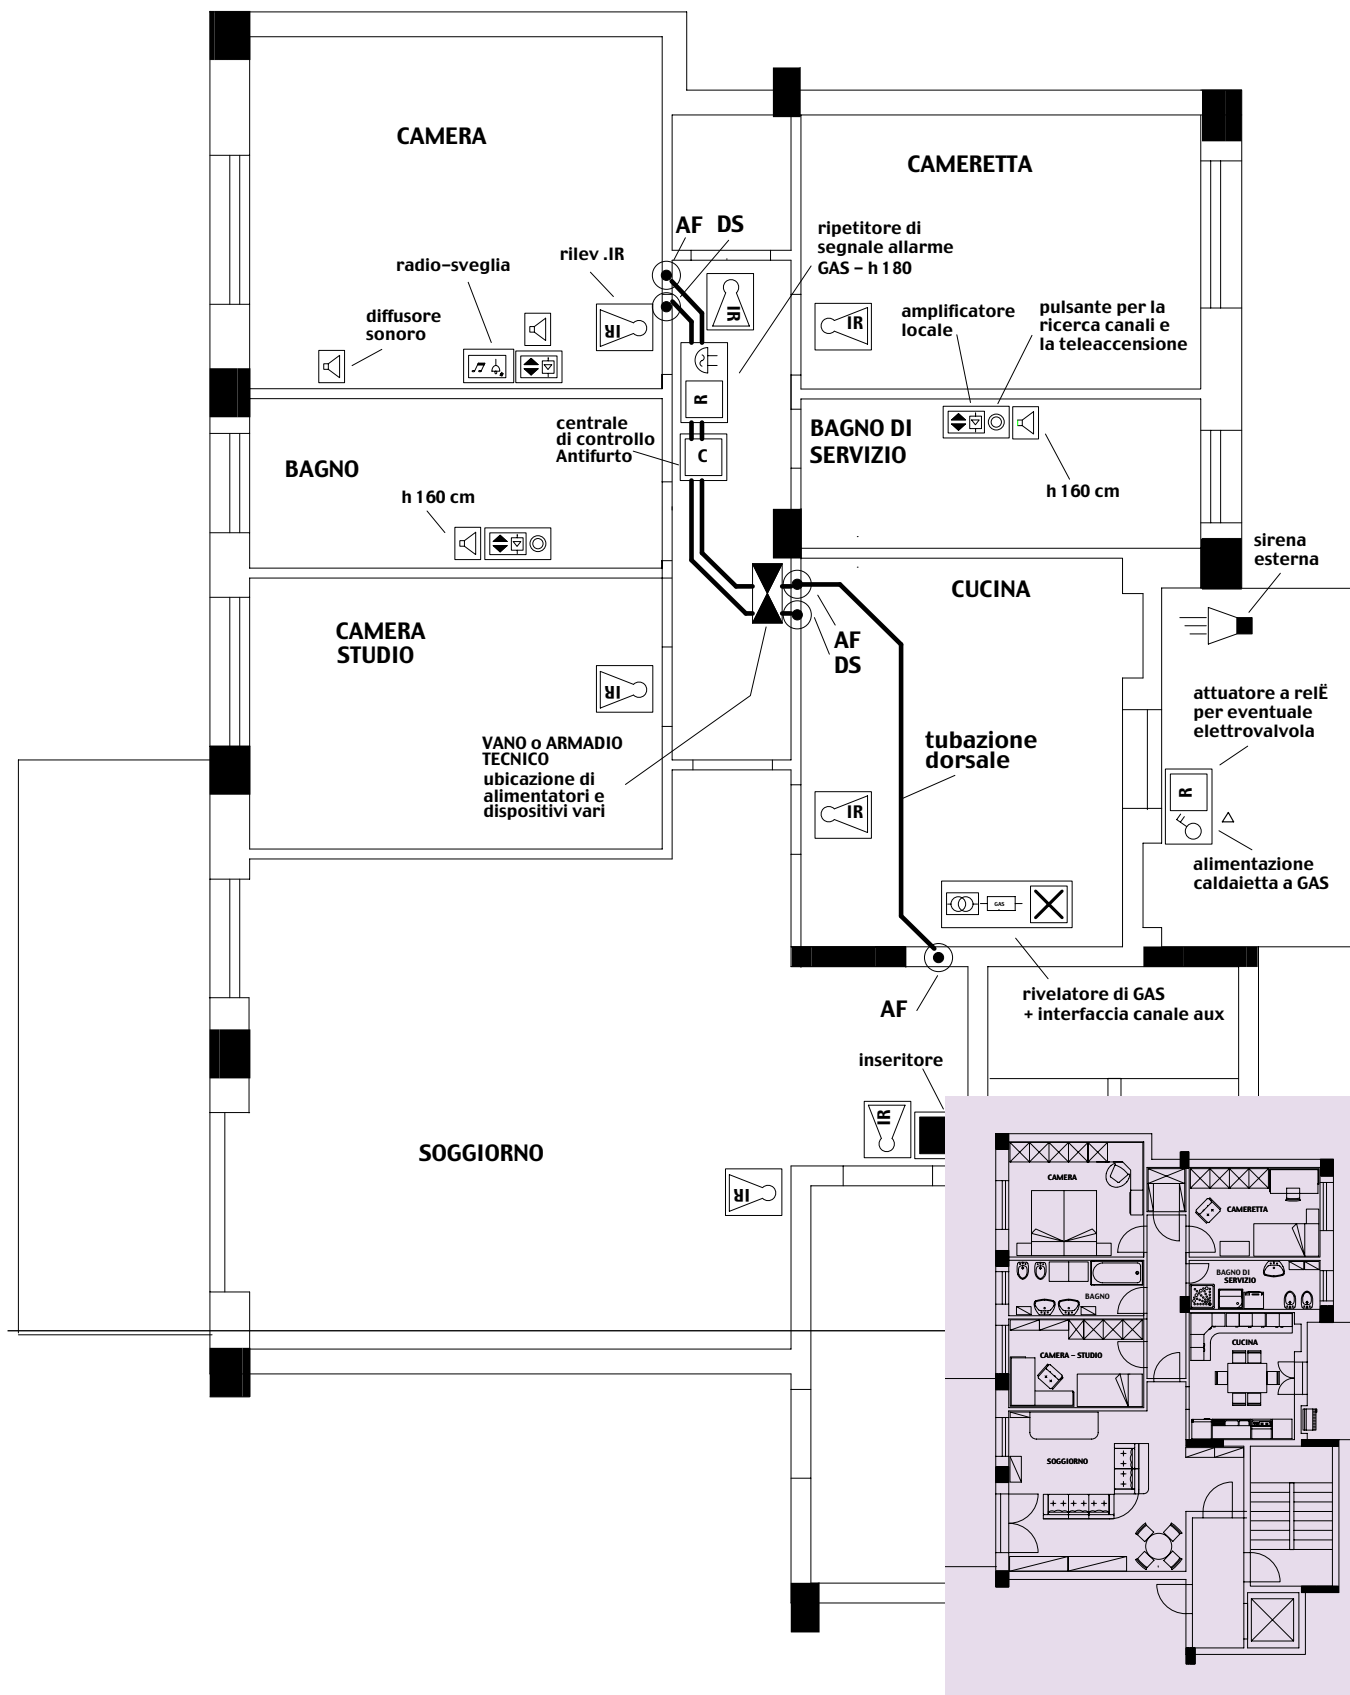 CAMERA
CAMERETTA
AF DS
ripetitore di
segnale allarme
GAS – h 180
rilev .IR
radio-sveglia
diffusore
sonoro
amplificatore
locale
pulsante per la
ricerca canali e
la teleaccensione
IR
IR
IR
R
centrale
di controllo
Antifurto
C
BAGNO DI
SERVIZIO
BAGNO
h 160 cm
h 160 cm
sirena
esterna
CUCINA
CAMERA
STUDIO
AF
DS
IR
attuatore a relË
per eventuale
elettrovalvola
VANO o ARMADIO
TECNICO
ubicazione di
alimentatori e
dispositivi vari
tubazione
dorsale
R
IR
alimentazione
caldaietta a GAS
GAS
rivelatore di GAS
+ interfaccia canale aux
AF
inseritore
IR
SOGGIORNO
IR
CAMERA
CAMERETTA
BAGNO DI
SERVIZIO
BAGNO
CUCINA
CAMERA – STUDIO
SOGGIORNO